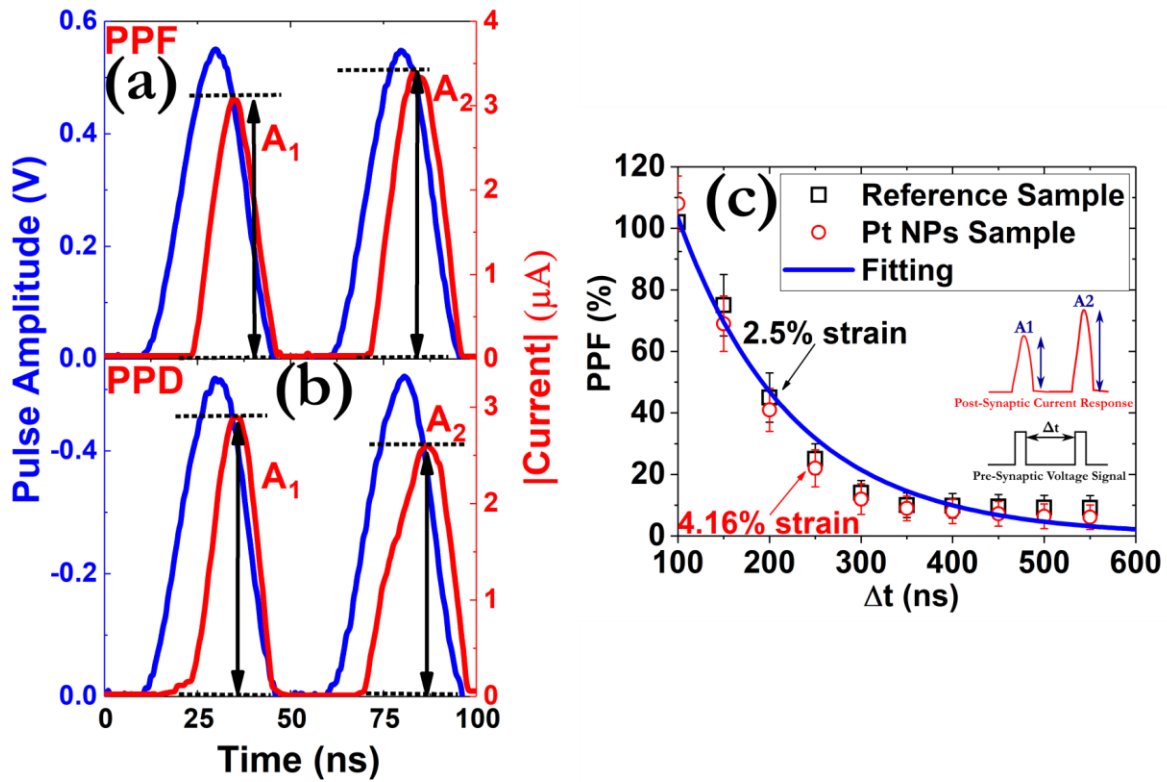 PPF
(a)
A1
A2
0.6
0.4
0.2
0.0
4
3
2
1
0
Pulse Amplitude (V)
|Current| (μA)
PPD
(b)
A1
A2
-0.4
-0.2
0.0
3
2
1
0
0 25 50 75 100
Time (ns)
(c)
Reference Sample
Pt NPs Sample
Fitting
120
100
80
60
40
20
0
PPF (%)
2.5% strain
4.16% strain
A1
A2
Post-Synaptic Current Response
Δt
Pre-Synaptic Voltage Signal
100 200 300 400 500 600
Δt (ns)